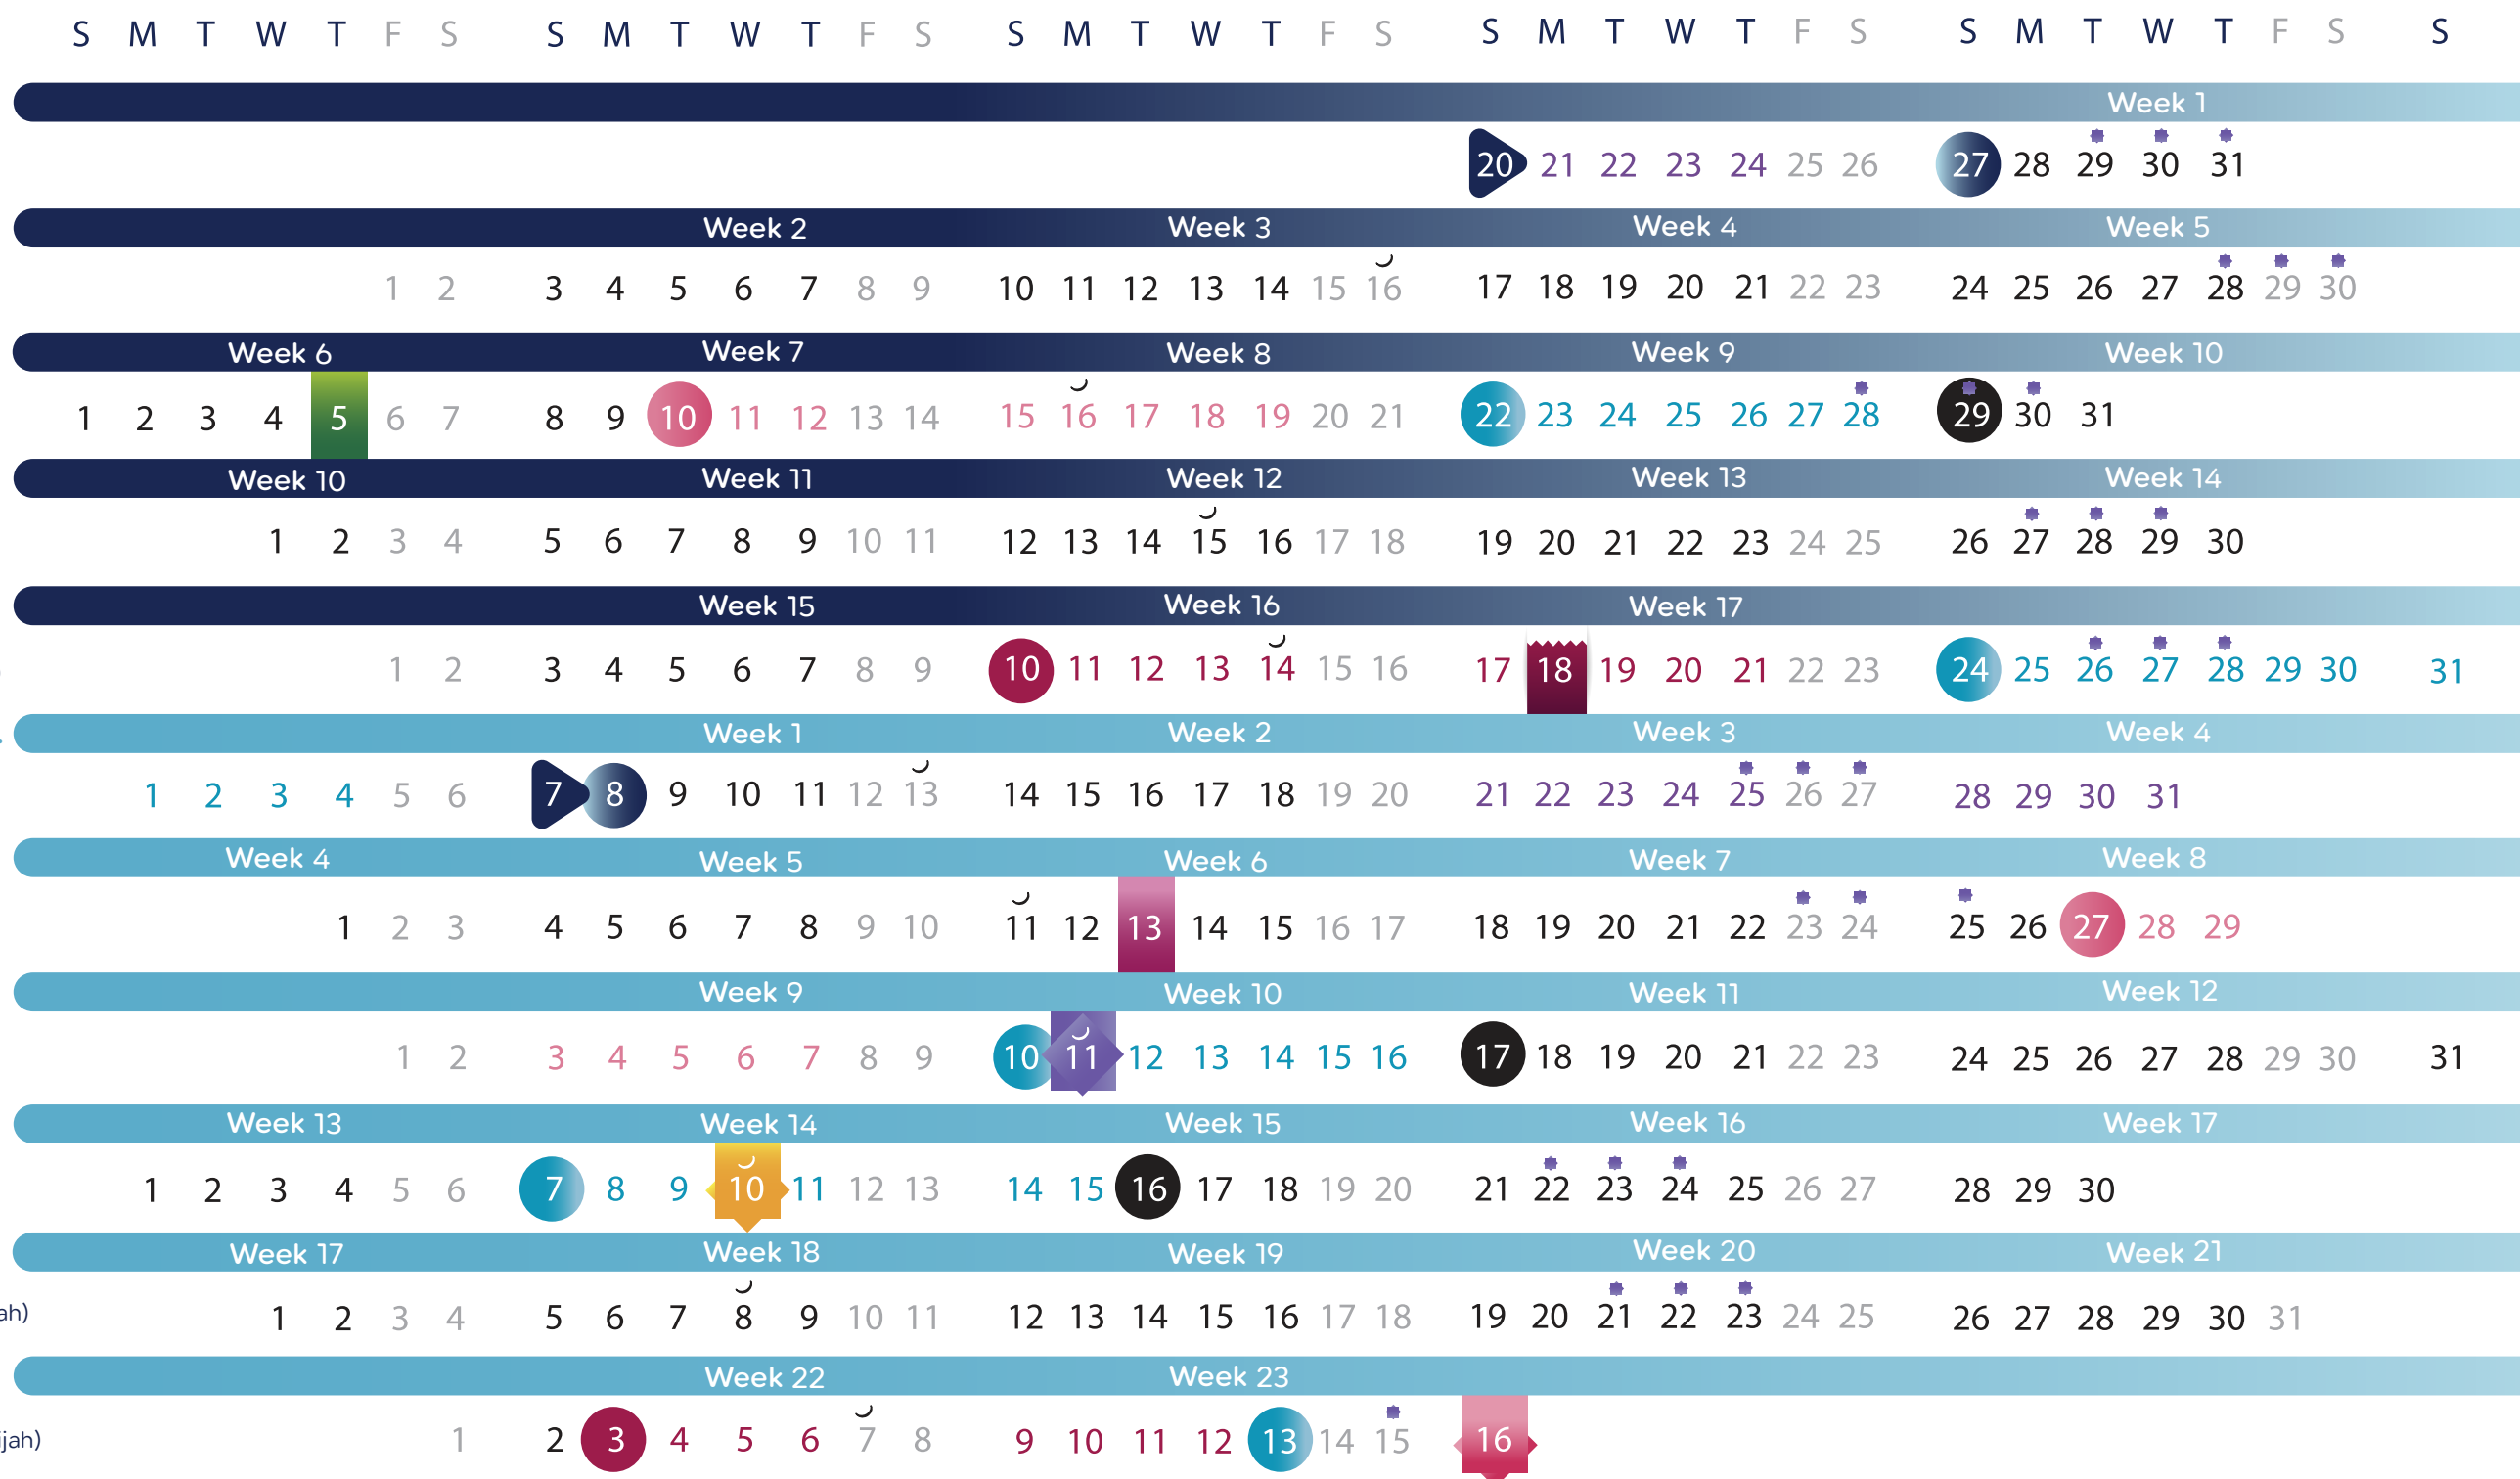 S M T W T F S S M T W T F S S M T W T F S S M T W T F S S M T W T F S S
Week 1
20 21 22 23 24 25 26 27 28 29 30 31
Week 2 Week 3 Week 4 Week 5
1 2 3 4 5 6 7 8 9 10 11 12 13 14 15 16 17 18 19 20 21 22 23 24 25 26 27 28 29 30
Week 6 Week 7 Week 8 Week 9 Week 10
1 2 3 4 5 6 7 8 9 10 11 12 13 14 15 16 17 18 19 20 21 22 23 24 25 26 27 28 29 30 31
Week 10 Week 11 Week 12 Week 13 Week 14
1 2 3 4 5 6 7 8 9 10 11 12 13 14 15 16 17 18 19 20 21 22 23 24 25 26 27 28 29 30
Week 15 Week 16 Week 17
1 2 3 4 5 6 7 8 9 10 11 12 13 14 15 16 17 18 19 20 21 22 23 24 25 26 27 28 29 30 31
Week 1 Week 2 Week 3 Week 4
1 2 3 4 5 6 7 8 9 10 11 12 13 14 15 16 17 18 19 20 21 22 23 24 25 26 27 28 29 30 31
Week 4 Week 5 Week 6 Week 7 Week 8
1 2 3 4 5 6 7 8 9 10 11 12 13 14 15 16 17 18 19 20 21 22 23 24 25 26 27 28 29
Week 9 Week 10 Week 11 Week 12
1 2 3 4 5 6 7 8 9 10 11 12 13 14 15 16 17 18 19 20 21 22 23 24 25 26 27 28 29 30 31
Week 13 Week 14 Week 15 Week 16 Week 17
1 2 3 4 5 6 7 8 9 10 11 12 13 14 15 16 17 18 19 20 21 22 23 24 25 26 27 28 29 30
Week 17 Week 18 Week 19 Week 20 Week 21
ah) 1 2 3 4 5 6 7 8 9 10 11 12 13 14 15 16 17 18 19 20 21 22 23 24 25 26 27 28 29 30 31
Week 22 Week 23
jah) 1 2 3 4 5 6 7 8 9 10 11 12 13 14 15 16